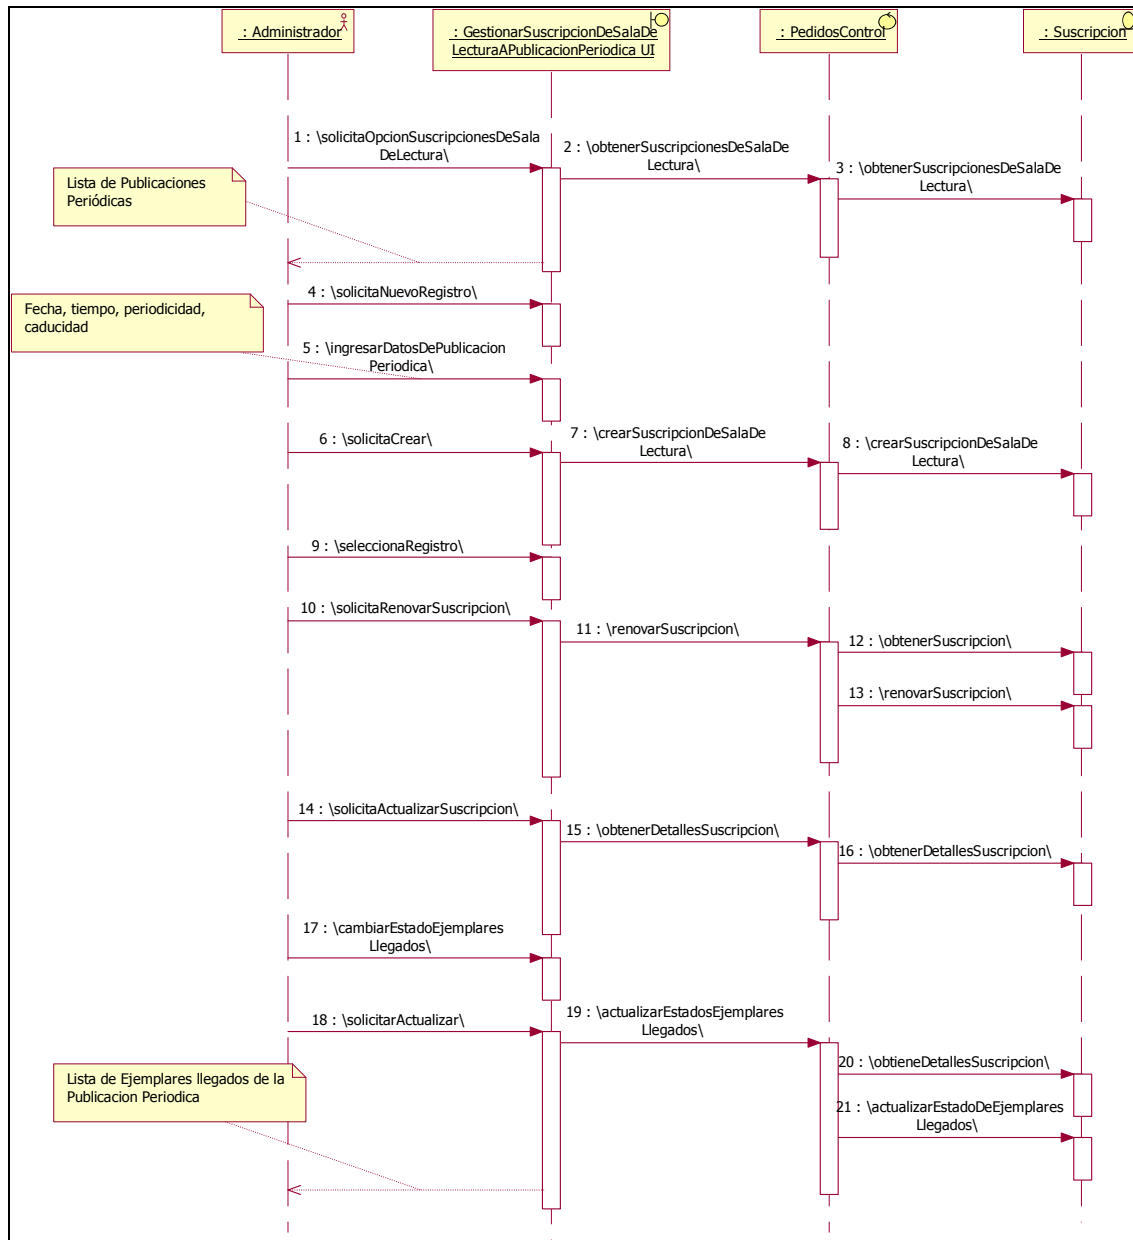 : Administrador
: GestionarSuscripcionDeSalaDe
LecturaAPublicacionPeriodica UI
: PedidosControl
: Suscripcion
1 : \solicitaOpcionSuscripcionesDeSala
DeLectura\
2 : \obtenerSuscripcionesDeSalaDe
Lectura\
3 : \obtenerSuscripcionesDeSalaDe
Lectura\
Lista de Publicaciones
Periódicas
4 : \solicitaNuevoRegistro\
Fecha, tiempo, periodicidad,
caducidad
5 : \ingresarDatosDePublicacion
Periodica\
6 : \solicitaCrear\
7 : \crearSuscripcionDeSalaDe
Lectura\
8 : \crearSuscripcionDeSalaDe
Lectura\
9 : \seleccionaRegistro\
10 : \solicitaRenovarSuscripcion\
11 : \renovarSuscripcion\
12 : \obtenerSuscripcion\
13 : \renovarSuscripcion\
14 : \solicitaActualizarSuscripcion\
15 : \obtenerDetallesSuscripcion\
16 : \obtenerDetallesSuscripcion\
17 : \cambiarEstadoEjemplares
Llegados\
18 : \solicitarActualizar\
19 : \actualizarEstadosEjemplares
Llegados\
20 : \obtieneDetallesSuscripcion\
Lista de Ejemplares llegados de la
Publicacion Periodica
21 : \actualizarEstadoDeEjemplares
Llegados\